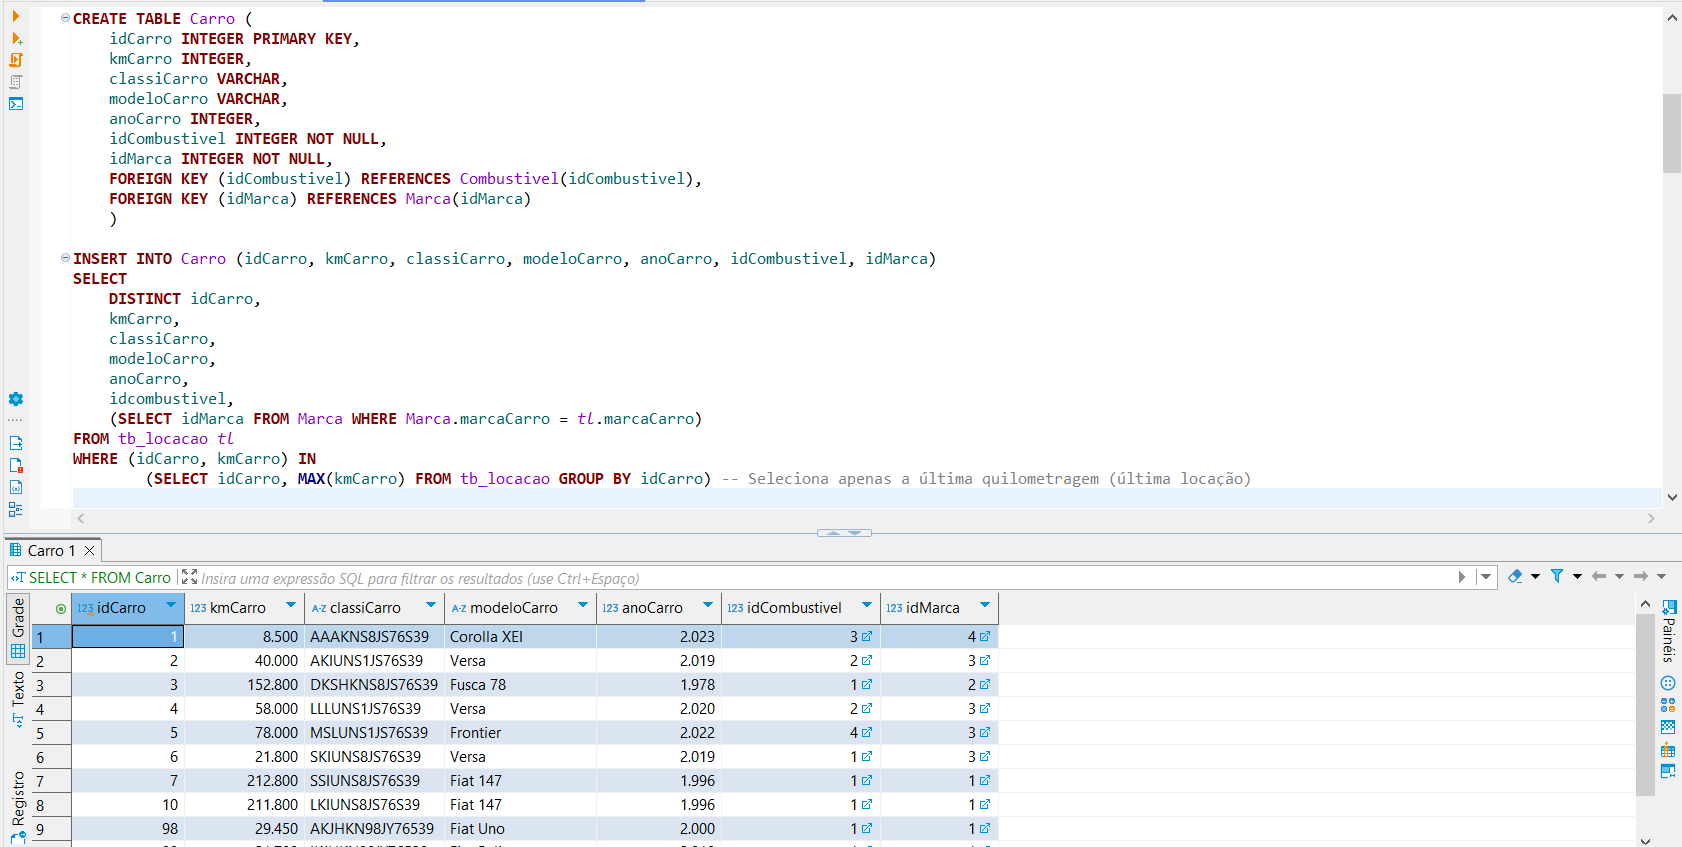 CREATE TABLE Carro (
idCarro INTEGER PRIMARY KEY,
kmCarro INTEGER,
classiCarro VARCHAR,
modeloCarro VARCHAR,
anoCarro INTEGER,
idCombustivel INTEGER NOT NULL,
idMarca INTEGER NOT NULL,
FOREIGN KEY (idCombustivel) REFERENCES Combustivel(idCombustivel),
FOREIGN KEY (idMarca) REFERENCES Marca(idMarca)
)
INSERT INTO Carro (idCarro, kmCarro, classiCarro, modeloCarro, anoCarro, idCombustivel, idMarca)
SELECT
DISTINCT idCarro,
kmCarro,
classiCarro,
modeloCarro,
anoCarro,
idcombustivel,
(SELECT idMarca FROM Marca WHERE Marca.marcaCarro = tl.marcaCarro)
FROM tb_locacao tl
WHERE (idCarro, kmCarro) IN
(SELECT idCarro, MAX(kmCarro) FROM tb_locacao GROUP BY idCarro) -- Seleciona apenas a última quilometragem (última locação)
Carro 1
SELECT * FROM Carro Insira uma expressão SQL para filtrar os resultados (use Ctrl+Espaço)
Grade
Texto
Registro
Painéis
123 idCarro 123 kmCarro A-Z classiCarro A-Z modeloCarro 123 anoCarro 123 idCombustivel 123 idMarca
1 1 8.500 AAAKNS8JS76S39 Corolla XEI 2.023 3 4
2 2 40.000 AKIUNS1JS76S39 Versa 2.019 2 3
3 3 152.800 DKSHKNS8JS76S39 Fusca 78 1.978 1 2
4 4 58.000 LLLUNS1JS76S39 Versa 2.020 2 3
5 5 78.000 MSLUNS1JS76S39 Frontier 2.022 4 3
6 6 21.800 SKIUNS8JS76S39 Versa 2.019 1 3
7 7 212.800 SSIUNS8JS76S39 Fiat 147 1.996 1 1
8 10 211.800 LKIUNS8JS76S39 Fiat 147 1.996 1 1
9 98 29.450 AKJHKN98JY76539 Fiat Uno 2.000 1 1